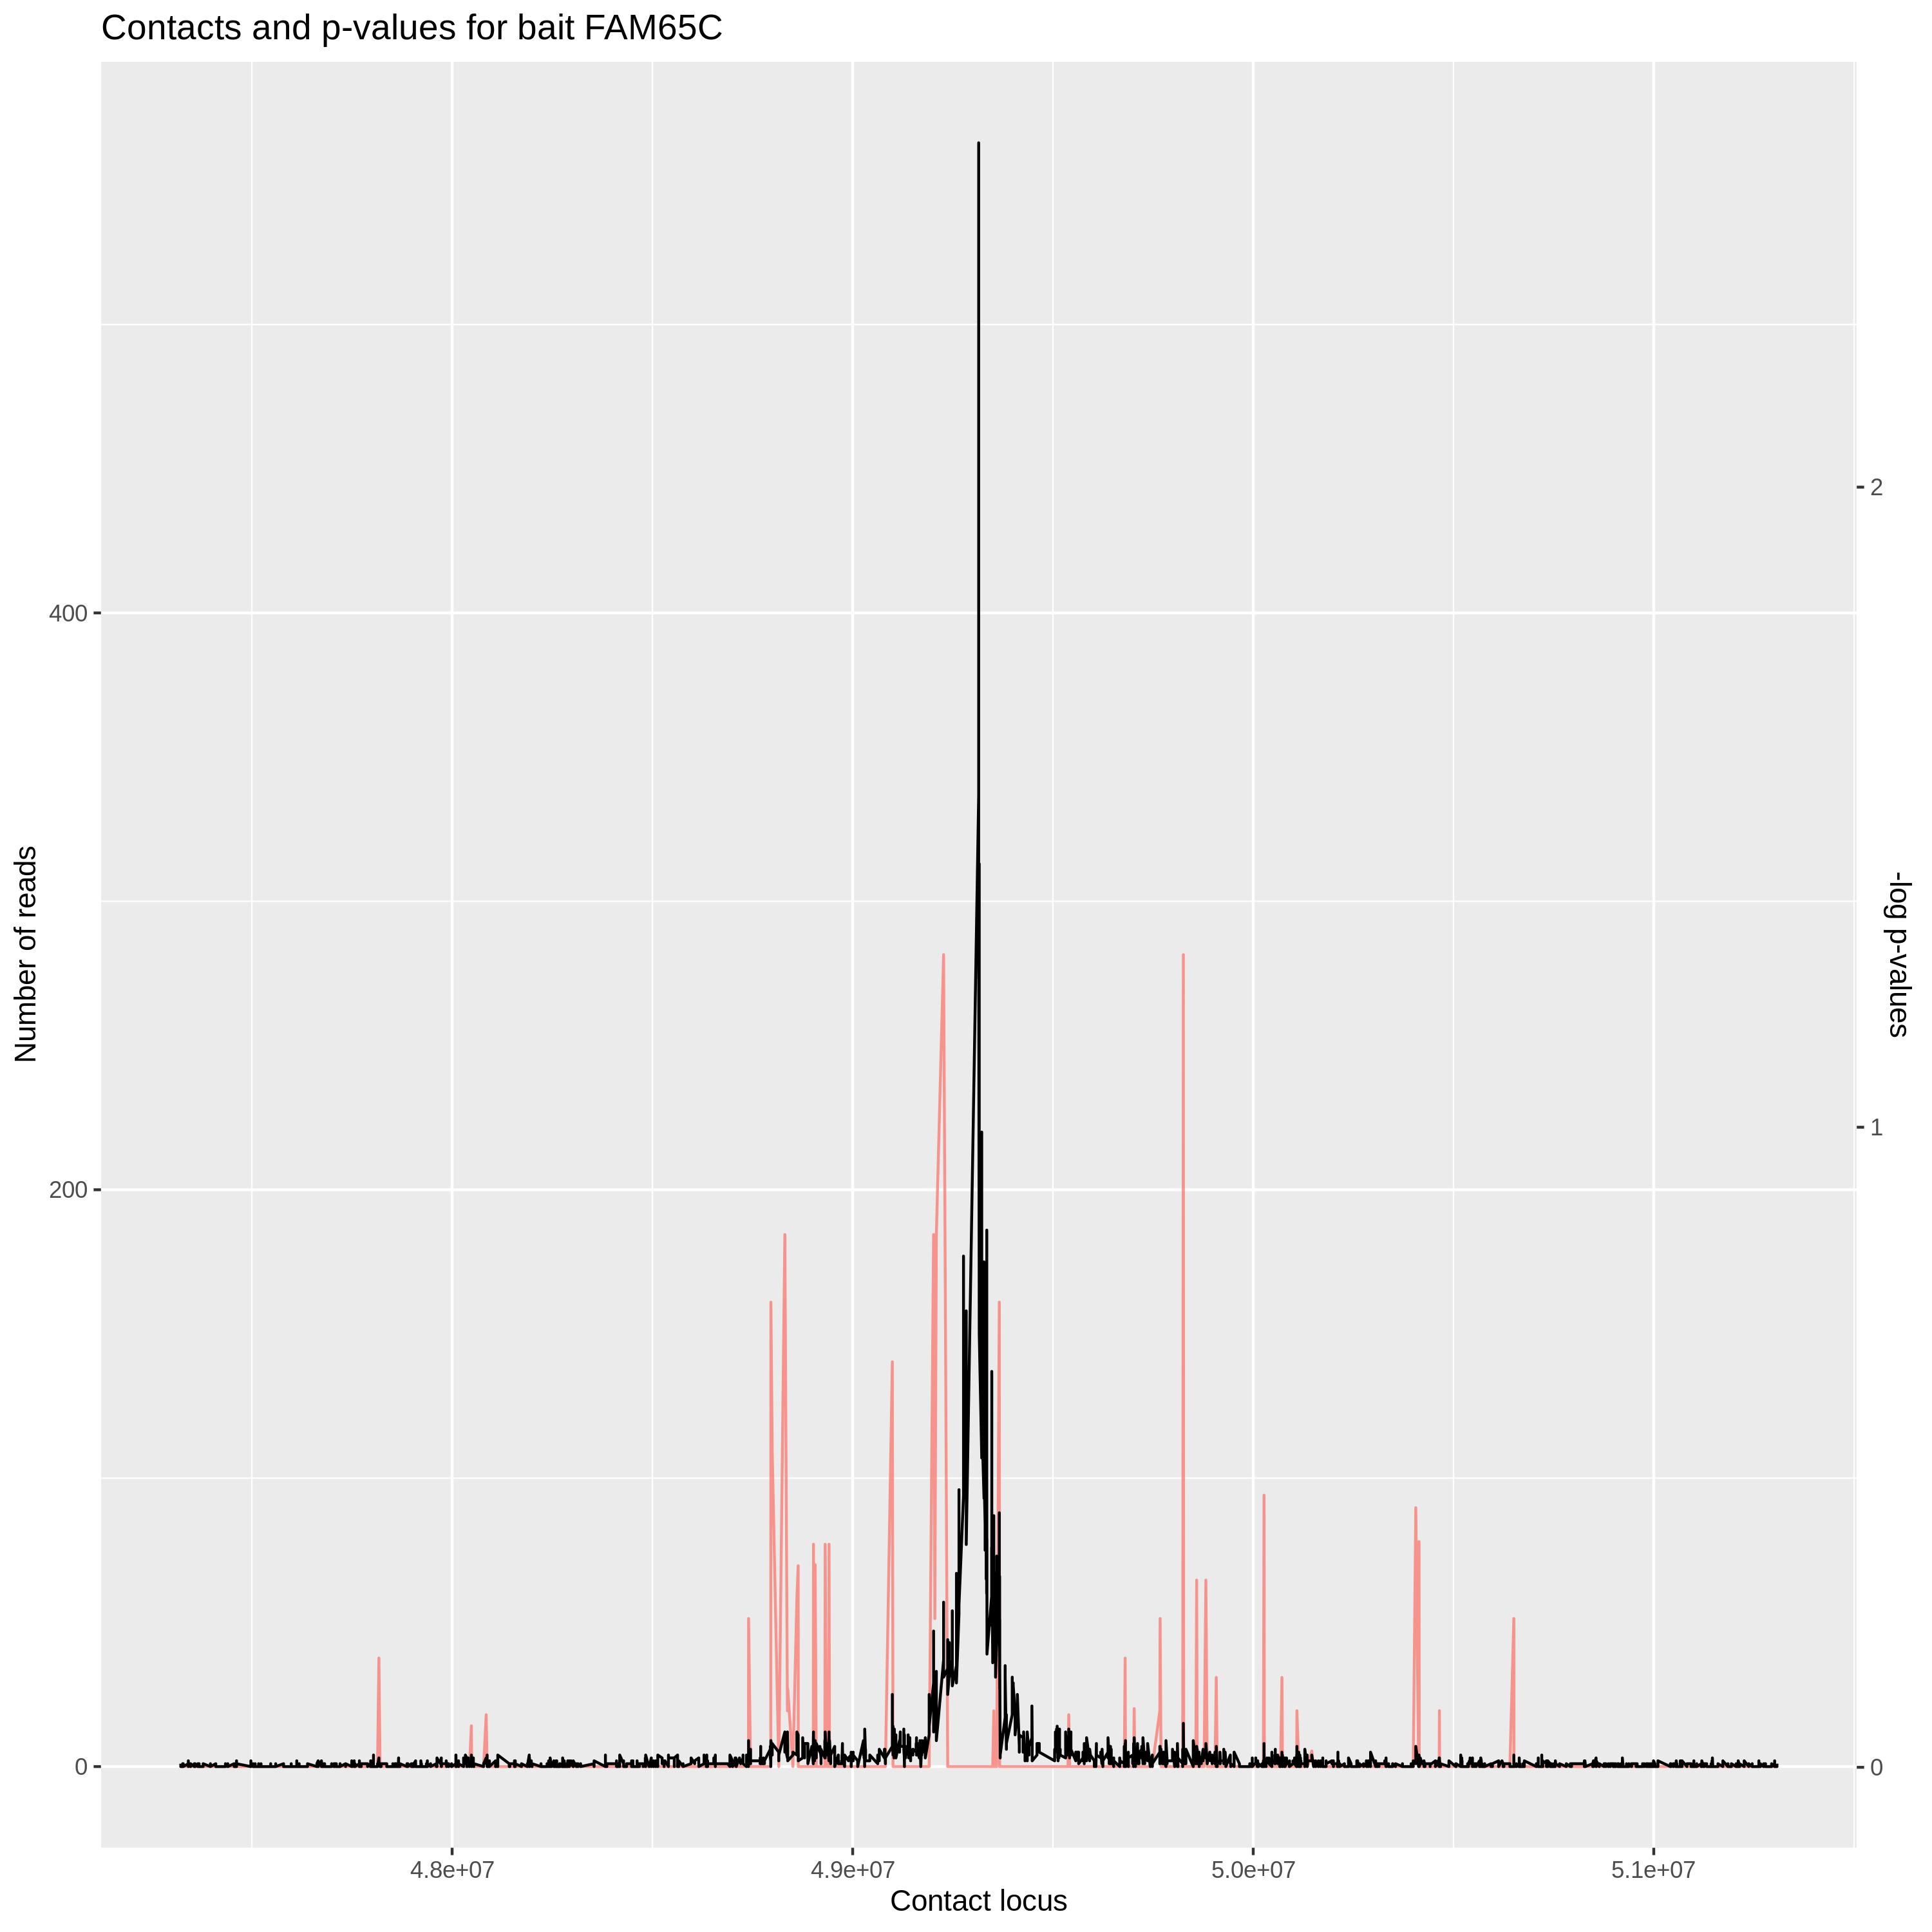 Contacts and p-values for bait FAM65C
Number of reads
400
200
0
2
1
0
-log p-values
4.8e+07
4.9e+07
5.0e+07
5.1e+07
Contact locus